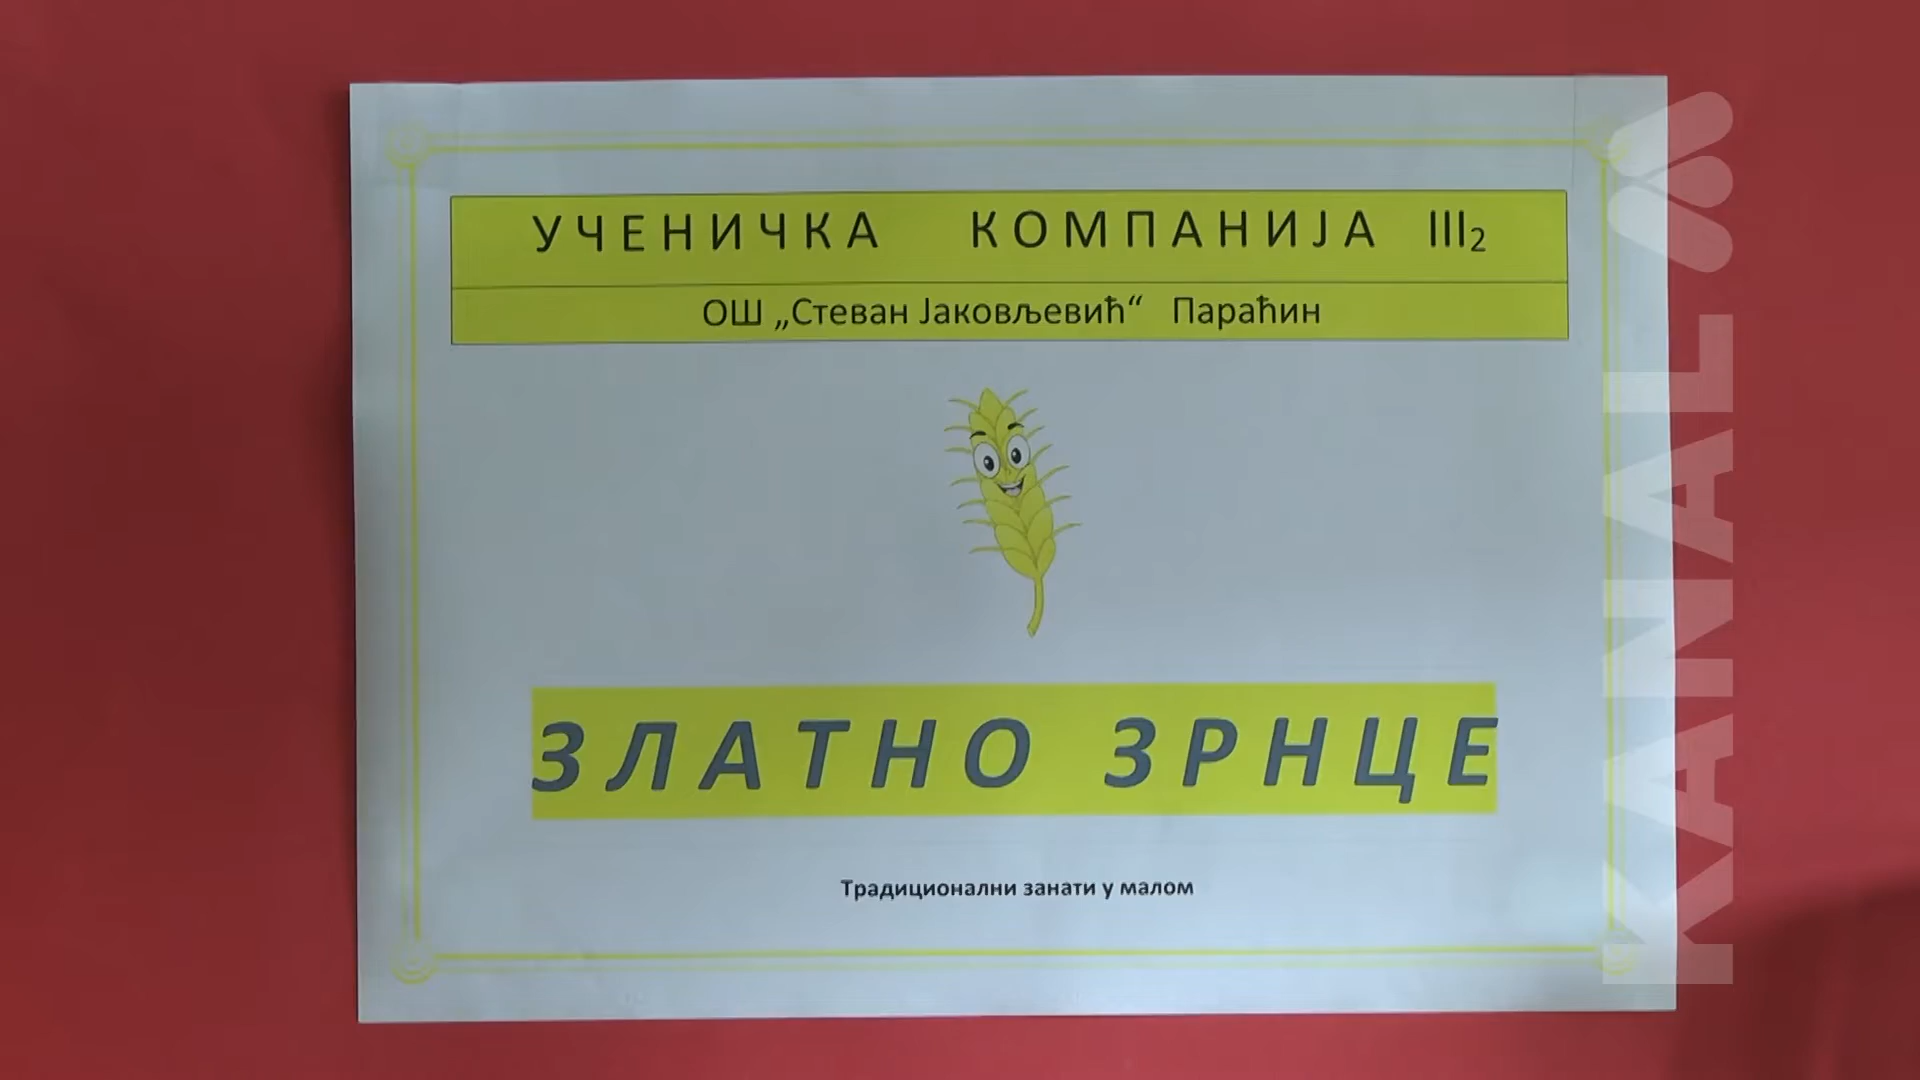 УЧЕНИЧКА КОМПАНИЈА III₂
ОШ „Стеван Јаковљевић“ Параћин
ЗЛАТНО ЗРНЦЕ
Традиционални занати у малом
KANAL